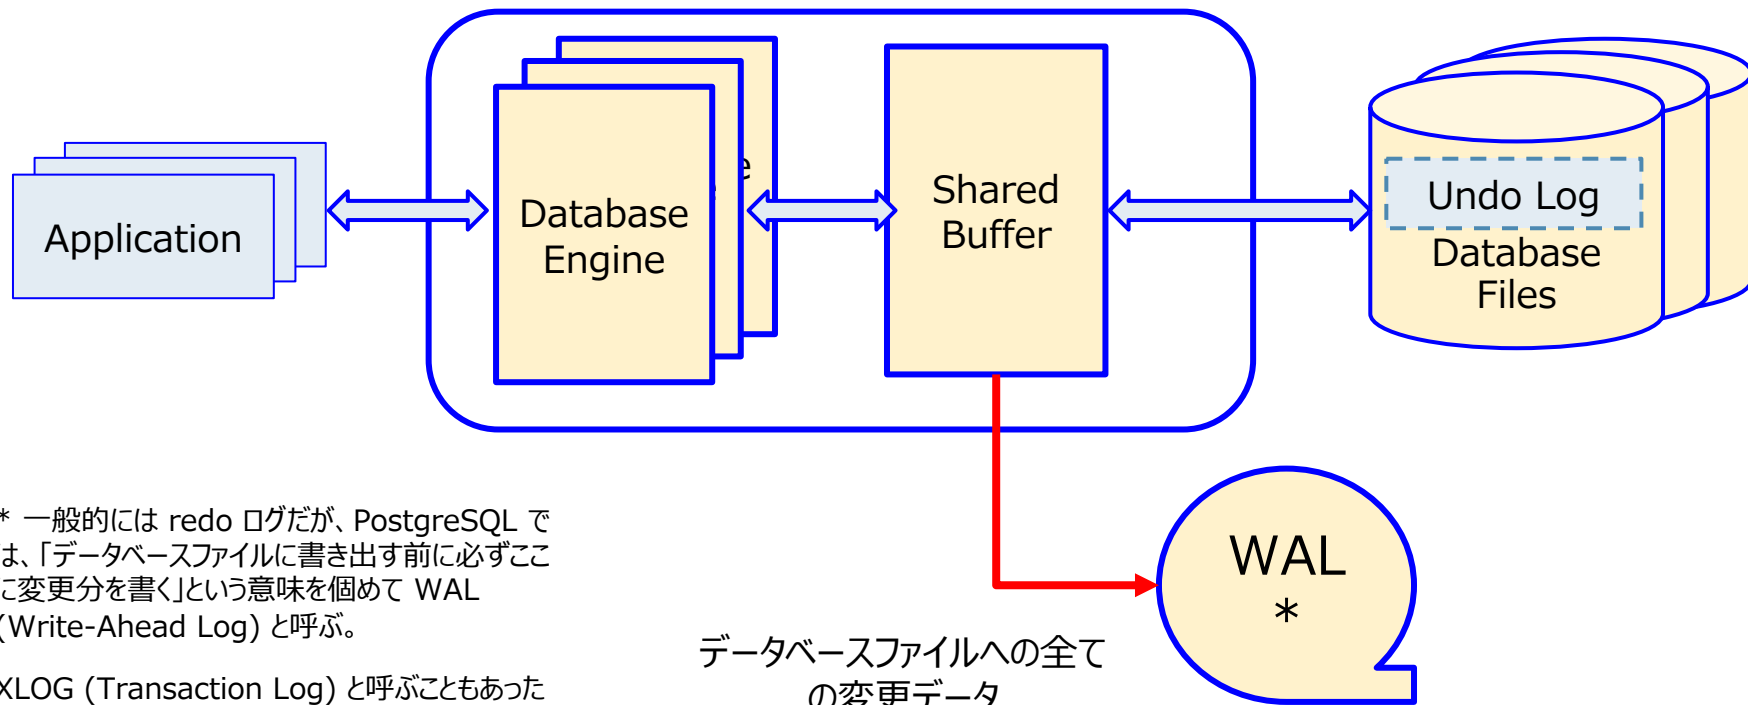 Application
Database
Engine
Shared
Buffer
Undo Log
Database
Files
WAL
*
* 一般的には redo ログだが、PostgreSQL で
は、「データベースファイルに書き出す前に必ずここ
に変更分を書く」という意味を個めて WAL
(Write-Ahead Log) と呼ぶ。
XLOG (Transaction Log) と呼ぶこともあった
データベースファイルへの全て
の変更データ